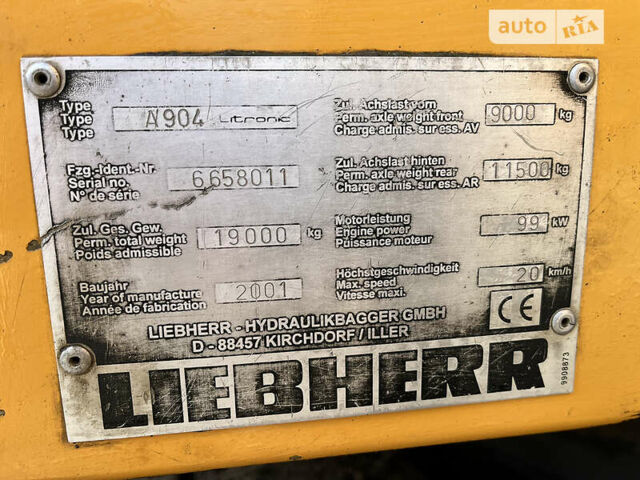 auto RIA
Type
Type
Type
A904 Litronic
Fzg.-Ident.-Nr.
Serial no.
N° de série
6658011
Zul. Ges. Gew.
Perm. total weight
Poids admissible
19000 kg
Baujahr
Year of manufacture
Année de fabrication
2001
Zul. Achslast vorn
Perm. axle weight front
Charge admis. sur ess. AV
9000 kg
Zul. Achslast hinten
Perm. axle weight rear
Charge admis. sur ess. AR
11500 kg
Motorleistung
Engine power
Puissance moteur
99 kW
Höchstgeschwindigkeit
Max. speed
Vitesse maxi.
20 km/h
CE
LIEBHERR - HYDRAULIKBAGGER GMBH
D - 88457 KIRCHDORF / ILLER
LIEBHERR
9908873